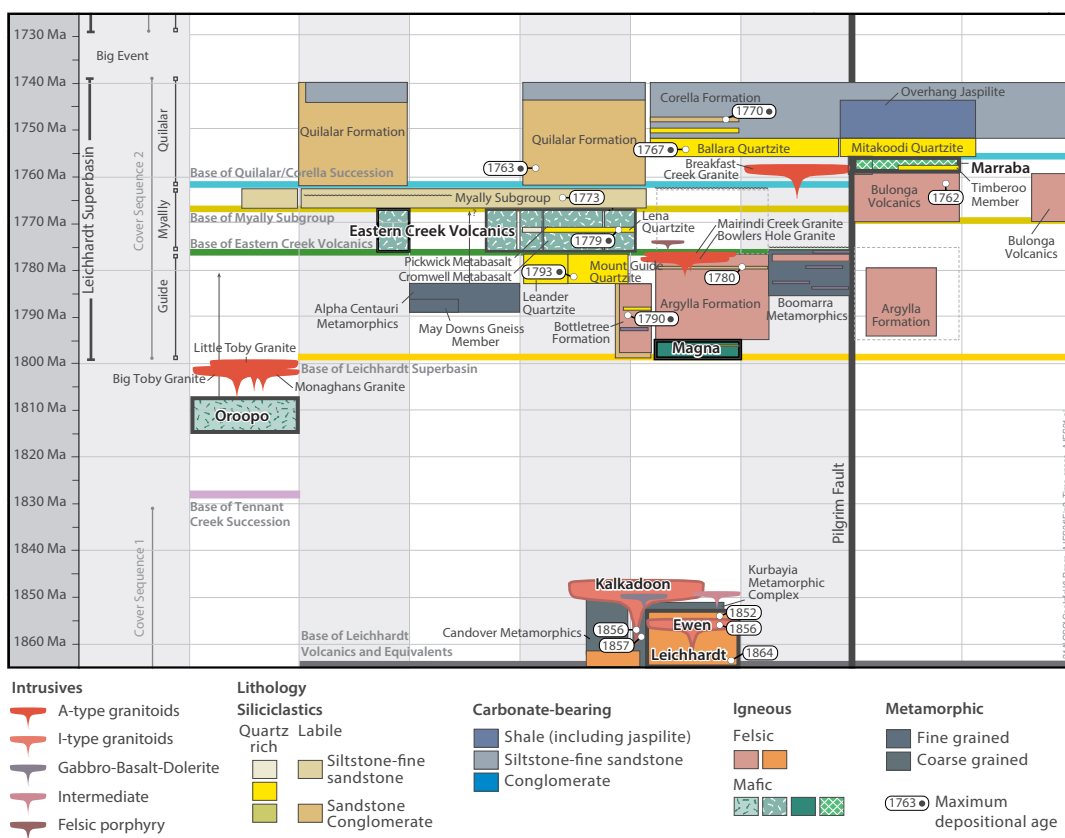 1730 Ma
1740 Ma
1750 Ma
1760 Ma
1770 Ma
1780 Ma
1790 Ma
1800 Ma
1810 Ma
1820 Ma
1830 Ma
1840 Ma
1850 Ma
1860 Ma
Big Event
Leichhardt Superbasin
Cover Sequence 2
Cover Sequence 1
Quilalar
Myally
Guide
Quilalar Formation
Quilalar Formation
Corella Formation
1770
Overhang Jaspilite
1767
Ballara Quartzite
Mitakoodi Quartzite
1763
Breakfast
Creek Granite
Marraba
Base of Quilalar/Corella Succession
Timberoo
Member
Bulonga
Volcanics
1762
Myally Subgroup
1773
Base of Myally Subgroup
?
Eastern Creek Volcanics
Lena
Quartzite
1779
Mairindi Creek Granite
Bowlers Hole Granite
Bulonga
Volcanics
Base of Eastern Creek Volcanics
Pickwick Metabasalt
Cromwell Metabasalt
1793
Mount Guide
Quartzite
1780
Leander
Quartzite
Alpha Centauri
Metamorphics
May Downs Gneiss
Member
Bottletree
Formation
1790
Argylla Formation
Boomarra
Metamorphics
Argylla
Formation
Magna
Little Toby Granite
Big Toby Granite
Monaghans Granite
Base of Leichhardt Superbasin
Oroopo
Base of Tennant
Creek Succession
Pilgrim Fault
Kalkadoon
Kurbayia
Metamorphic
Complex
1852
1856
Ewen
1856
1857
Candover Metamorphics
Leichhardt
1864
Base of Leichhardt
Volcanics and Equivalents
Intrusives
A-type granitoids
I-type granitoids
Gabbro-Basalt-Dolerite
Intermediate
Felsic porphyry
Lithology
Siliciclastics
Quartz
rich
Labile
Siltstone-fine
sandstone
Sandstone
Conglomerate
Carbonate-bearing
Shale (including jaspilite)
Siltstone-fine sandstone
Conglomerate
Igneous
Felsic
Mafic
Metamorphic
Fine grained
Coarse grained
1763
Maximum
depositional age